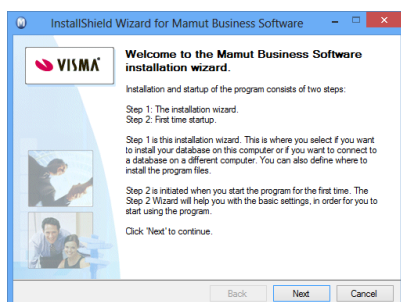 InstallShield Wizard for Mamut Business Software
VISMA
Welcome to the Mamut Business Software
installation wizard.
Installation and startup of the program consists of two steps:
Step 1: The installation wizard.
Step 2: First time startup.
Step 1 is this installation wizard. This is where you select if you want
to install your database on this computer or if you want to connect to
a database on a different computer. You can also define where to
install the program files.
Step 2 is initiated when you start the program for the first time. The
Step 2 Wizard will help you with the basic settings, in order for you to
start using the program.
Click 'Next' to continue.
Back Next Cancel